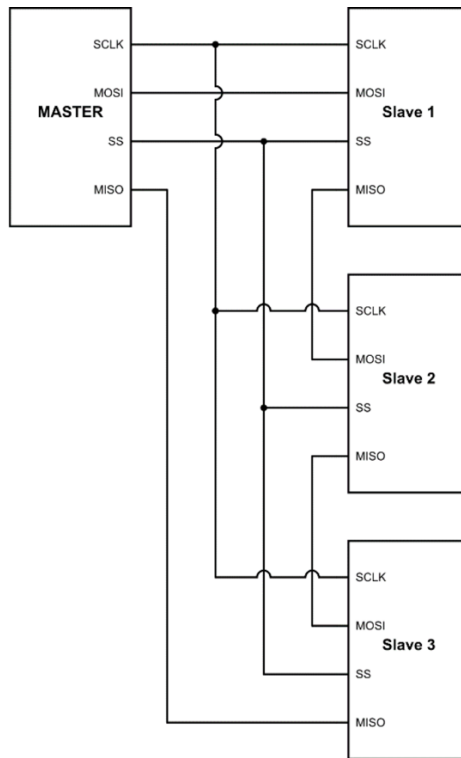 SCLK
MOSI
MASTER
SS
MISO
SCLK
MOSI
Slave 1
SS
MISO
SCLK
MOSI
Slave 2
SS
MISO
SCLK
MOSI
Slave 3
SS
MISO